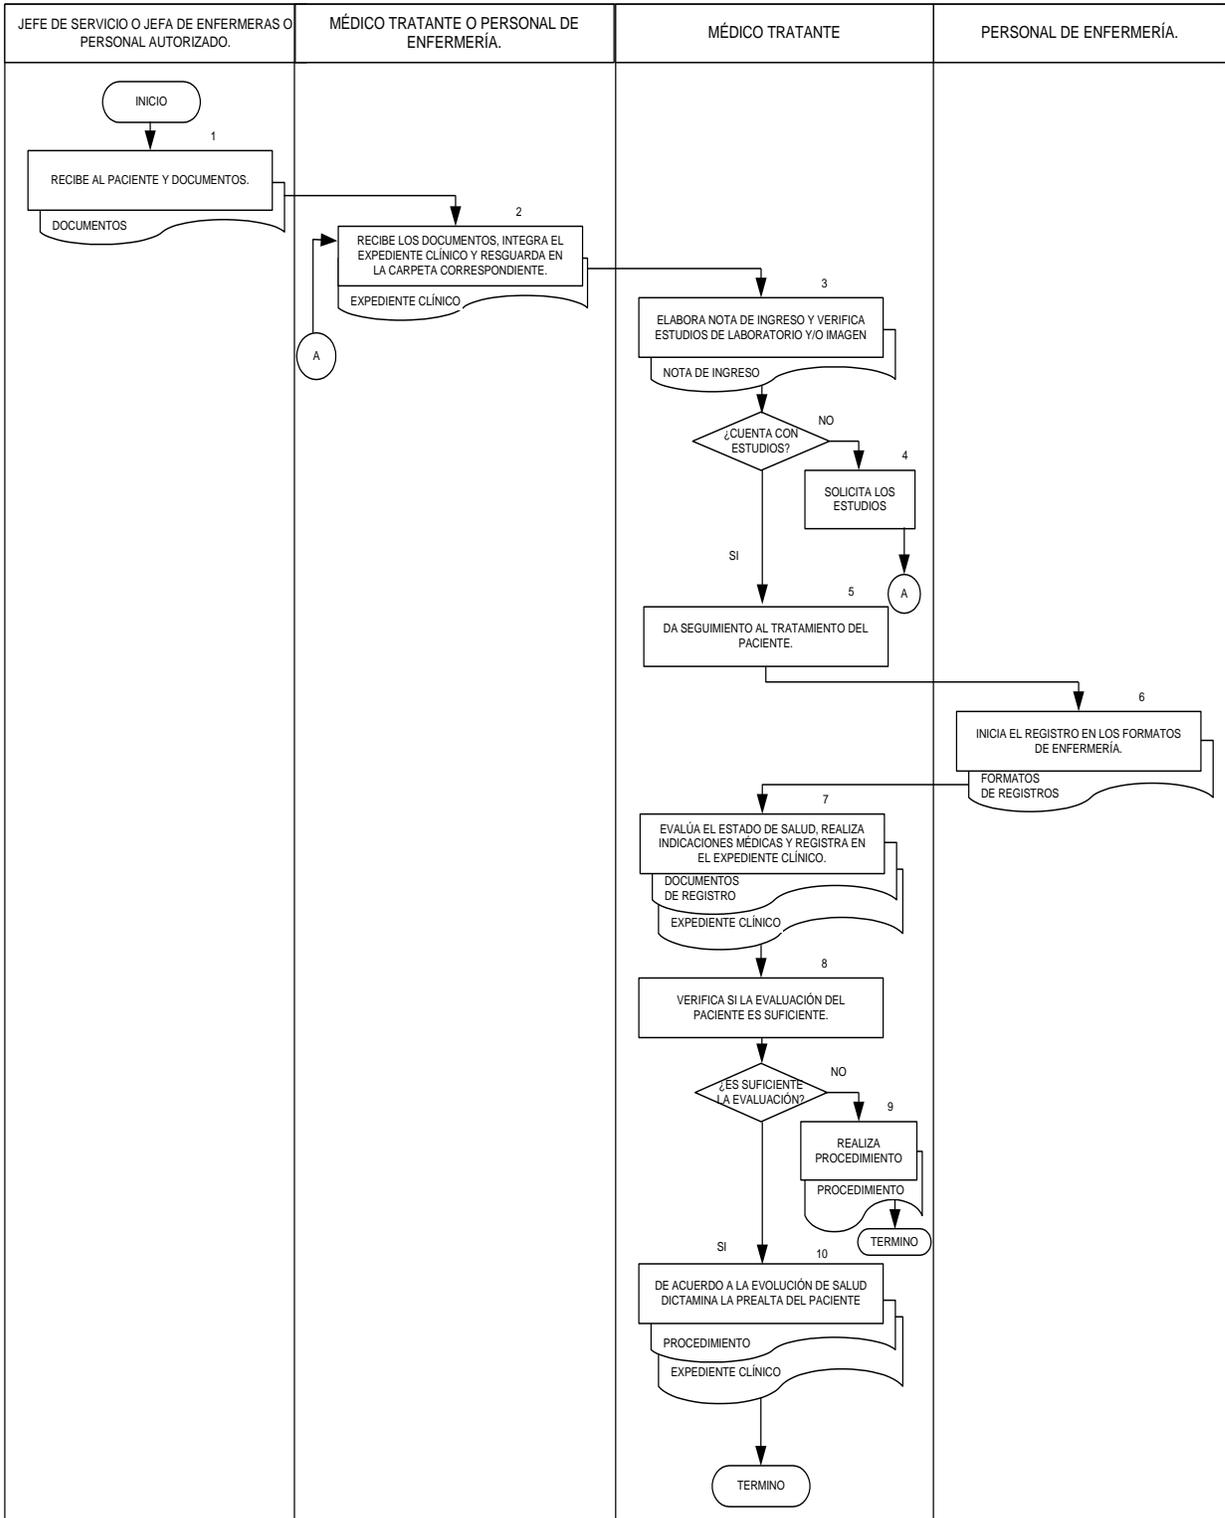 JEFE DE SERVICIO O JEFA DE ENFERMERAS O
PERSONAL AUTORIZADO.
MÉDICO TRATANTE O PERSONAL DE
ENFERMERÍA.
MÉDICO TRATANTE
PERSONAL DE ENFERMERÍA.
INICIO
1
RECIBE AL PACIENTE Y DOCUMENTOS.
DOCUMENTOS
2
RECIBE LOS DOCUMENTOS, INTEGRA EL
EXPEDIENTE CLÍNICO Y RESGUARDA EN
LA CARPETA CORRESPONDIENTE.
EXPEDIENTE CLÍNICO
A
3
ELABORA NOTA DE INGRESO Y VERIFICA
ESTUDIOS DE LABORATORIO Y/O IMAGEN
NOTA DE INGRESO
¿CUENTA CON
ESTUDIOS?
NO
4
SOLICITA LOS
ESTUDIOS
A
SI
5
DA SEGUIMIENTO AL TRATAMIENTO DEL
PACIENTE.
6
INICIA EL REGISTRO EN LOS FORMATOS
DE ENFERMERÍA.
FORMATOS
DE REGISTROS
7
EVALÚA EL ESTADO DE SALUD, REALIZA
INDICACIONES MÉDICAS Y REGISTRA EN
EL EXPEDIENTE CLÍNICO.
DOCUMENTOS
DE REGISTRO
EXPEDIENTE CLÍNICO
8
VERIFICA SI LA EVALUACIÓN DEL
PACIENTE ES SUFICIENTE.
¿ES SUFICIENTE
LA EVALUACIÓN?
NO
9
REALIZA
PROCEDIMIENTO
PROCEDIMIENTO
TERMINO
SI
10
DE ACUERDO A LA EVOLUCIÓN DE SALUD
DICTAMINA LA PREALTA DEL PACIENTE
PROCEDIMIENTO
EXPEDIENTE CLÍNICO
TERMINO